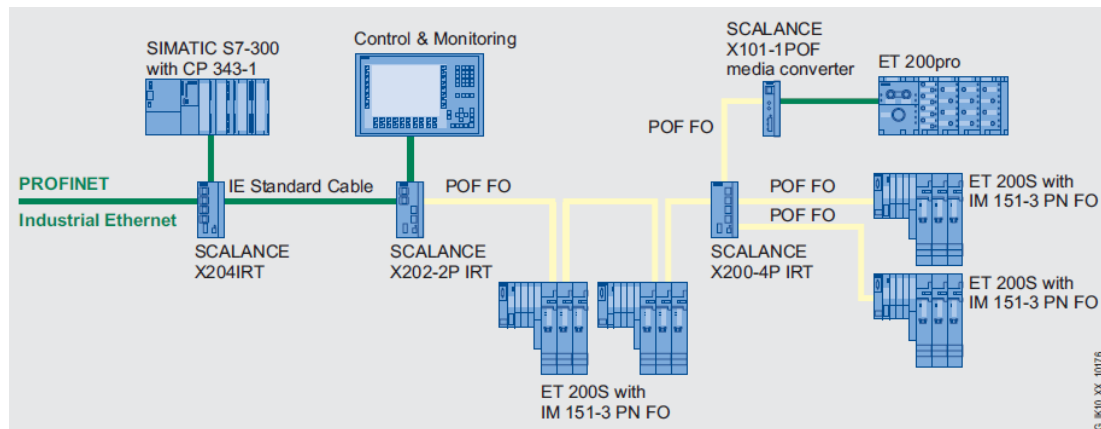 SIMATIC S7-300
with CP 343-1
Control & Monitoring
SCALANCE
X101-1POF
media converter
ET 200pro
POF FO
PROFINET
Industrial Ethernet
IE Standard Cable
POF FO
POF FO
POF FO
ET 200S with
IM 151-3 PN FO
SCALANCE
X204IRT
SCALANCE
X202-2P IRT
SCALANCE
X200-4P IRT
ET 200S with
IM 151-3 PN FO
ET 200S with
IM 151-3 PN FO
G_IK10_XX_10176